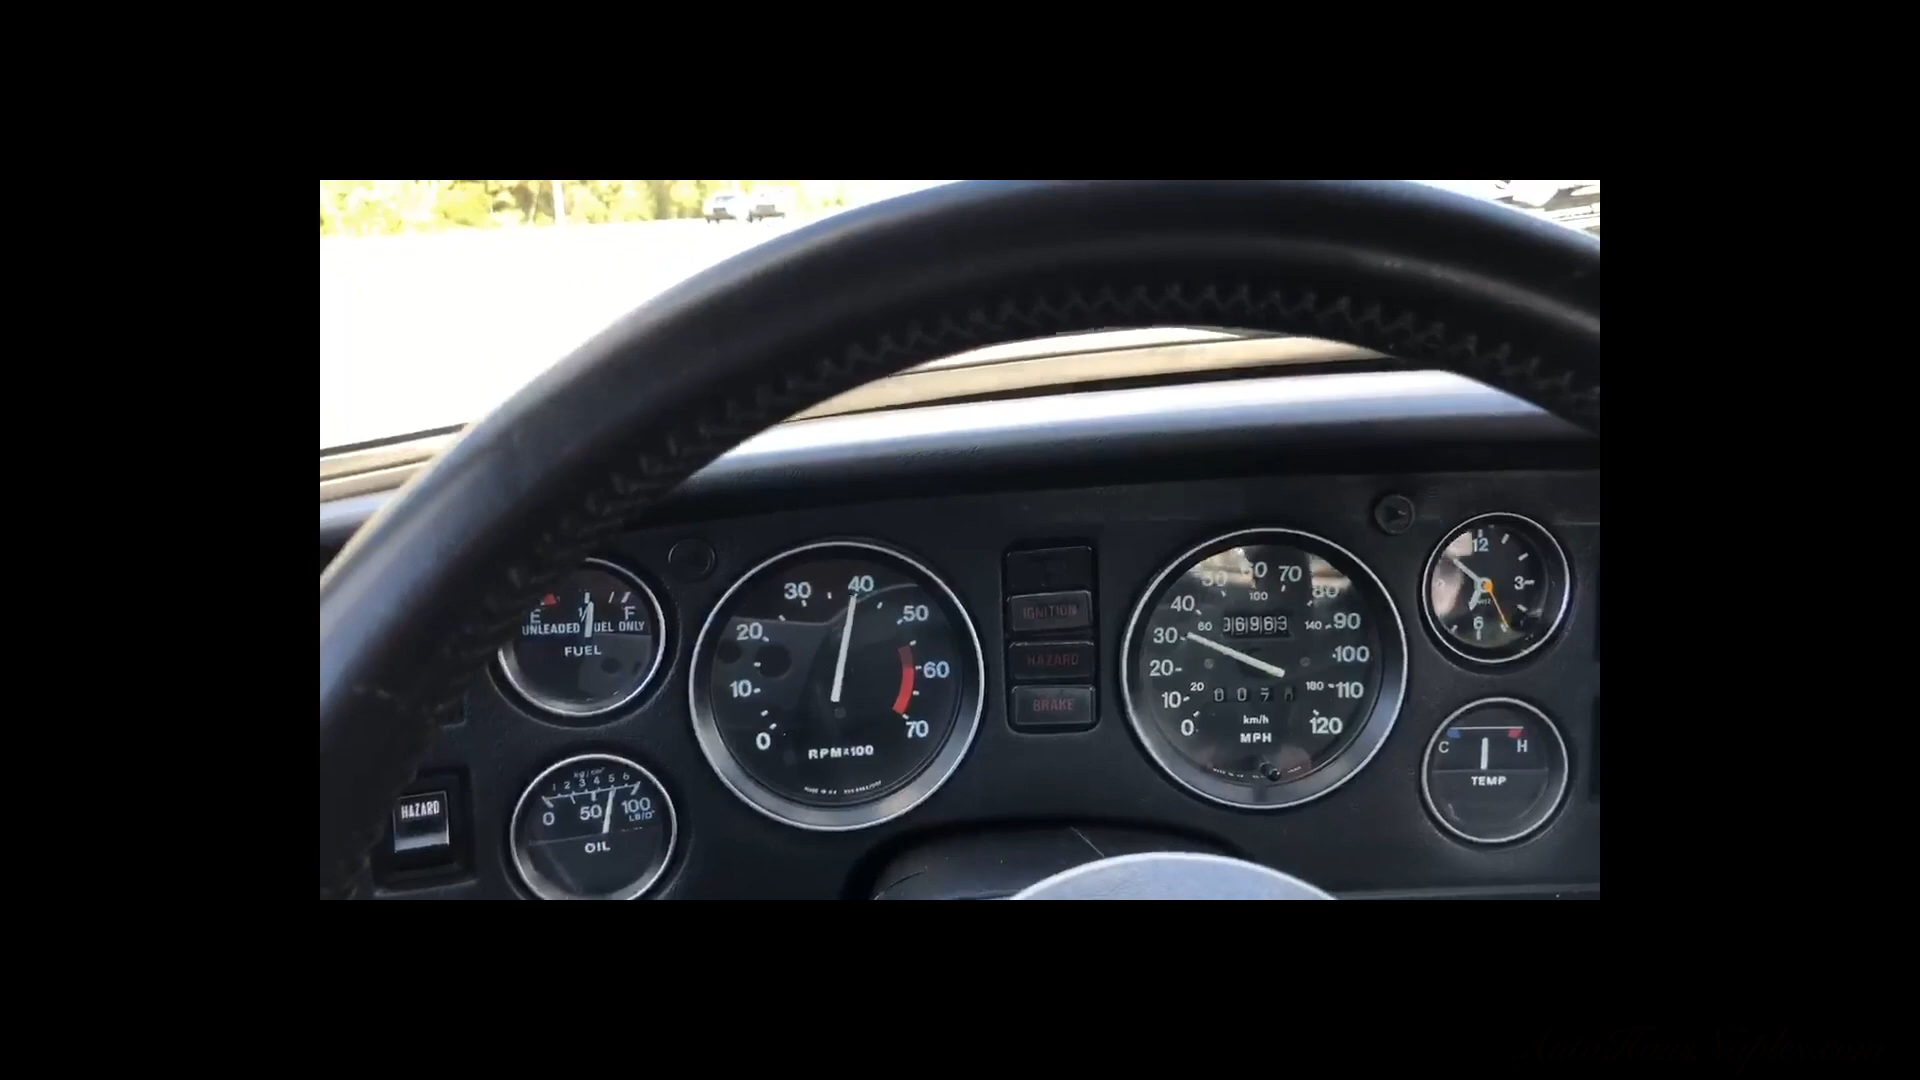 E 1/2 F
UNLEADED FUEL ONLY
FUEL
0 10 20 30 40 50 60 70
RPM×100
IGNITION
HAZARD
BRAKE
0 10 20 30 40 50 60 70 80 90 100 110 120
20 60 100 140 180
06963
km/h
MPH
12
3
6
HAZARD
kg/cm²
1 2 3 4 5 6
0 50 100
OIL
C H
TEMP